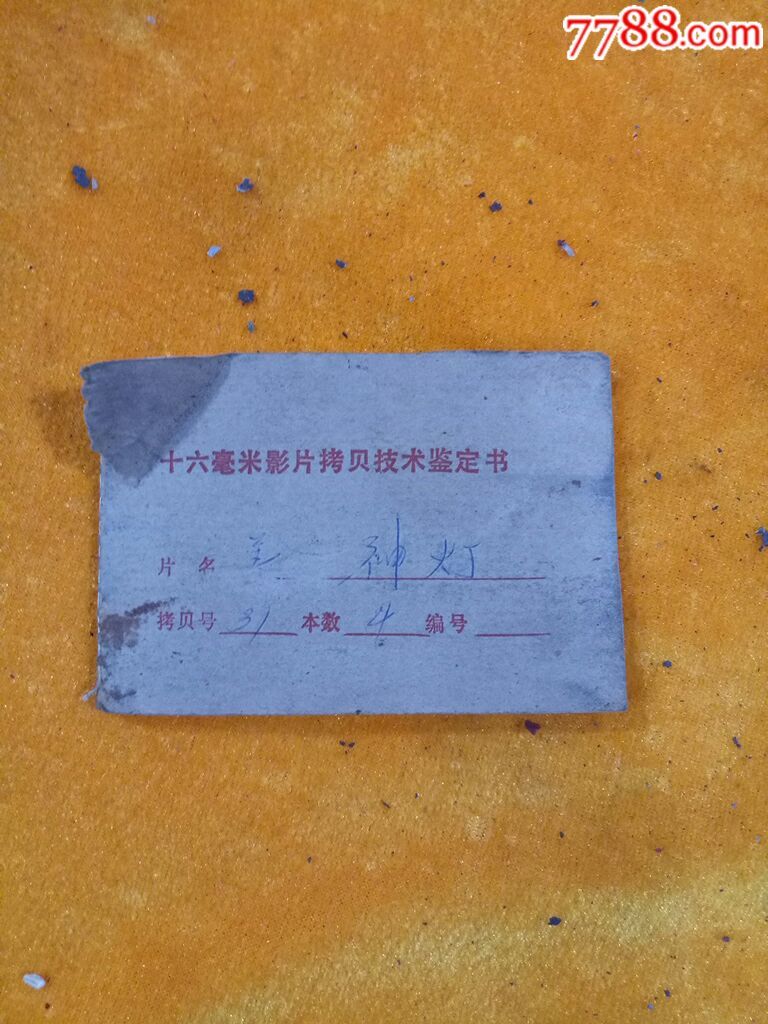 7788.com
十六毫米影片拷贝技术鉴定书
片名 神灯
拷贝号 31 本数 4 编号